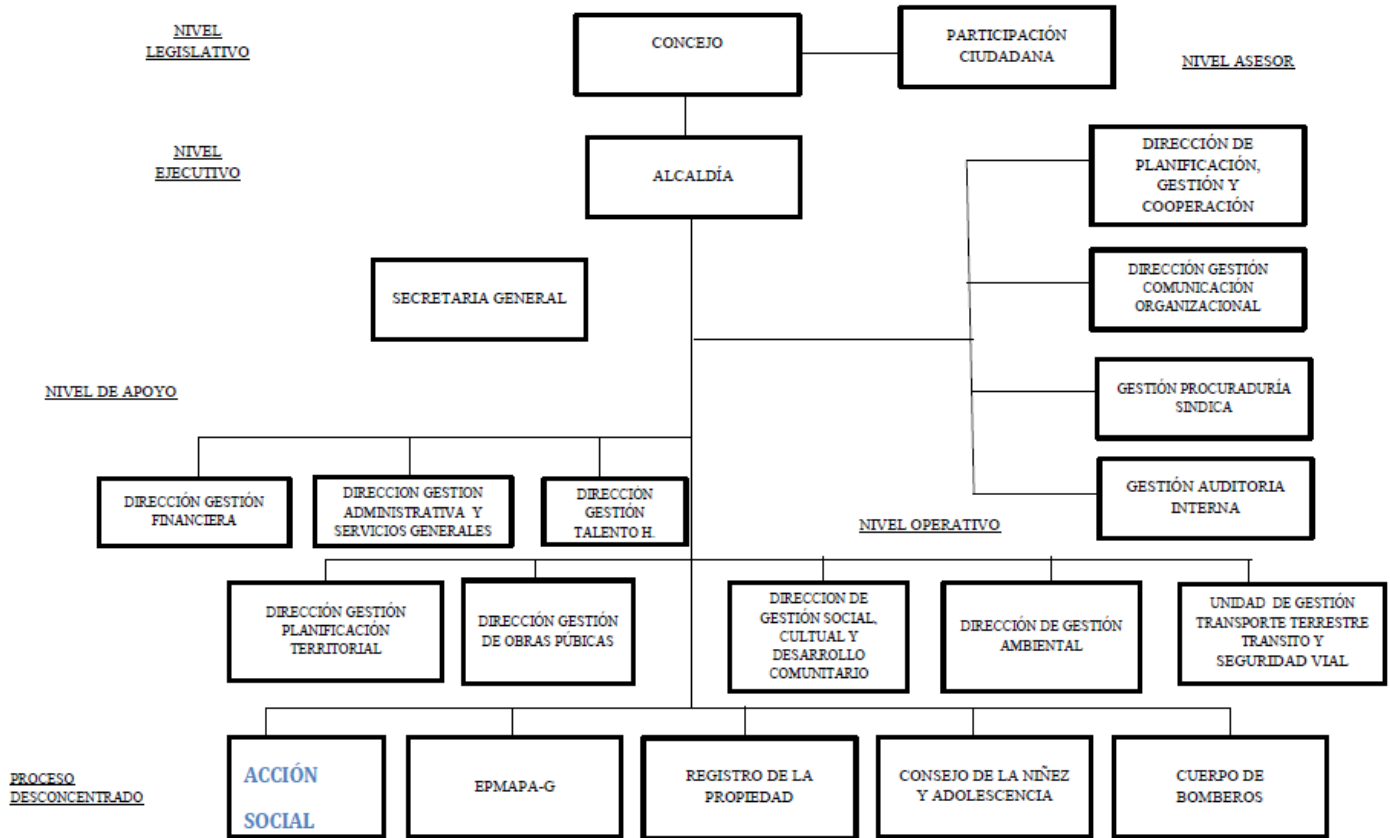 NIVEL
LEGISLATIVO
CONCEJO
PARTICIPACIÓN
CIUDADANA
NIVEL ASESOR
NIVEL
EJECUTIVO
ALCALDÍA
DIRECCIÓN DE
PLANIFICACIÓN,
GESTIÓN Y
COOPERACIÓN
SECRETARIA GENERAL
DIRECCIÓN GESTIÓN
COMUNICACIÓN
ORGANIZACIONAL
NIVEL DE APOYO
GESTIÓN PROCURADURÍA
SINDICA
DIRECCIÓN GESTIÓN
FINANCIERA
DIRECCION GESTION
ADMINISTRATIVA Y
SERVICIOS GENERALES
DIRECCIÓN
GESTIÓN
TALENTO H.
GESTIÓN AUDITORIA
INTERNA
NIVEL OPERATIVO
DIRECCIÓN GESTIÓN
PLANIFICACIÓN
TERRITORIAL
DIRECCIÓN GESTIÓN
DE OBRAS PÚBICAS
DIRECCION DE
GESTIÓN SOCIAL,
CULTUAL Y
DESARROLLO
COMUNITARIO
DIRECCIÓN DE GESTIÓN
AMBIENTAL
UNIDAD DE GESTIÓN
TRANSPORTE TERRESTRE
TRANSITO Y
SEGURIDAD VIAL
PROCESO
DESCONCENTRADO
ACCIÓN
SOCIAL
EPMAPA-G
REGISTRO DE LA
PROPIEDAD
CONSEJO DE LA NIÑEZ
Y ADOLESCENCIA
CUERPO DE
BOMBEROS